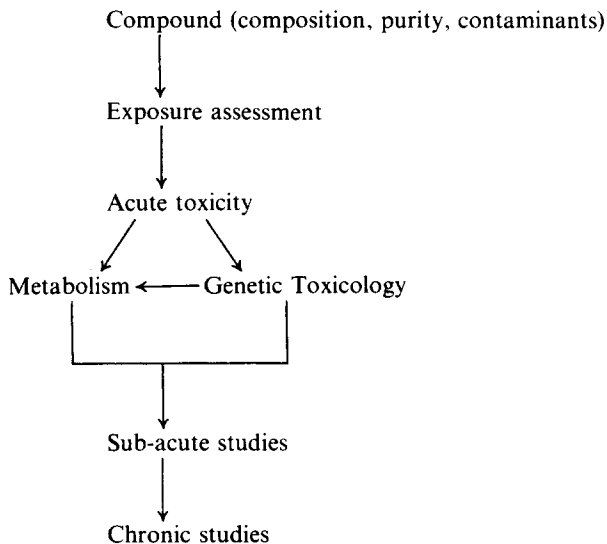 Compound (composition, purity, contaminants)
Exposure assessment
Acute toxicity
Metabolism
Genetic Toxicology
Sub-acute studies
Chronic studies